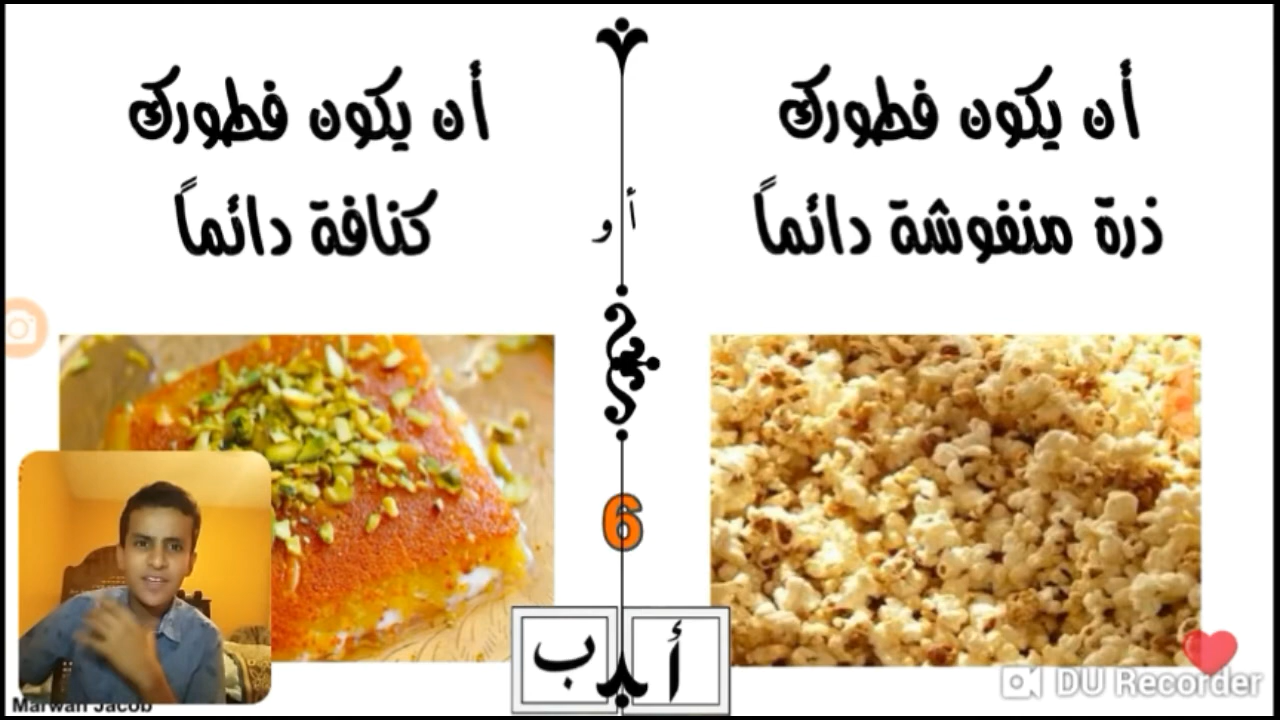 أن يكون فطورك
ذرة منفوشة دائماً
أو
أن يكون فطورك
كنافة دائماً
6
أ
ب
Marwan Jacob
DU Recorder